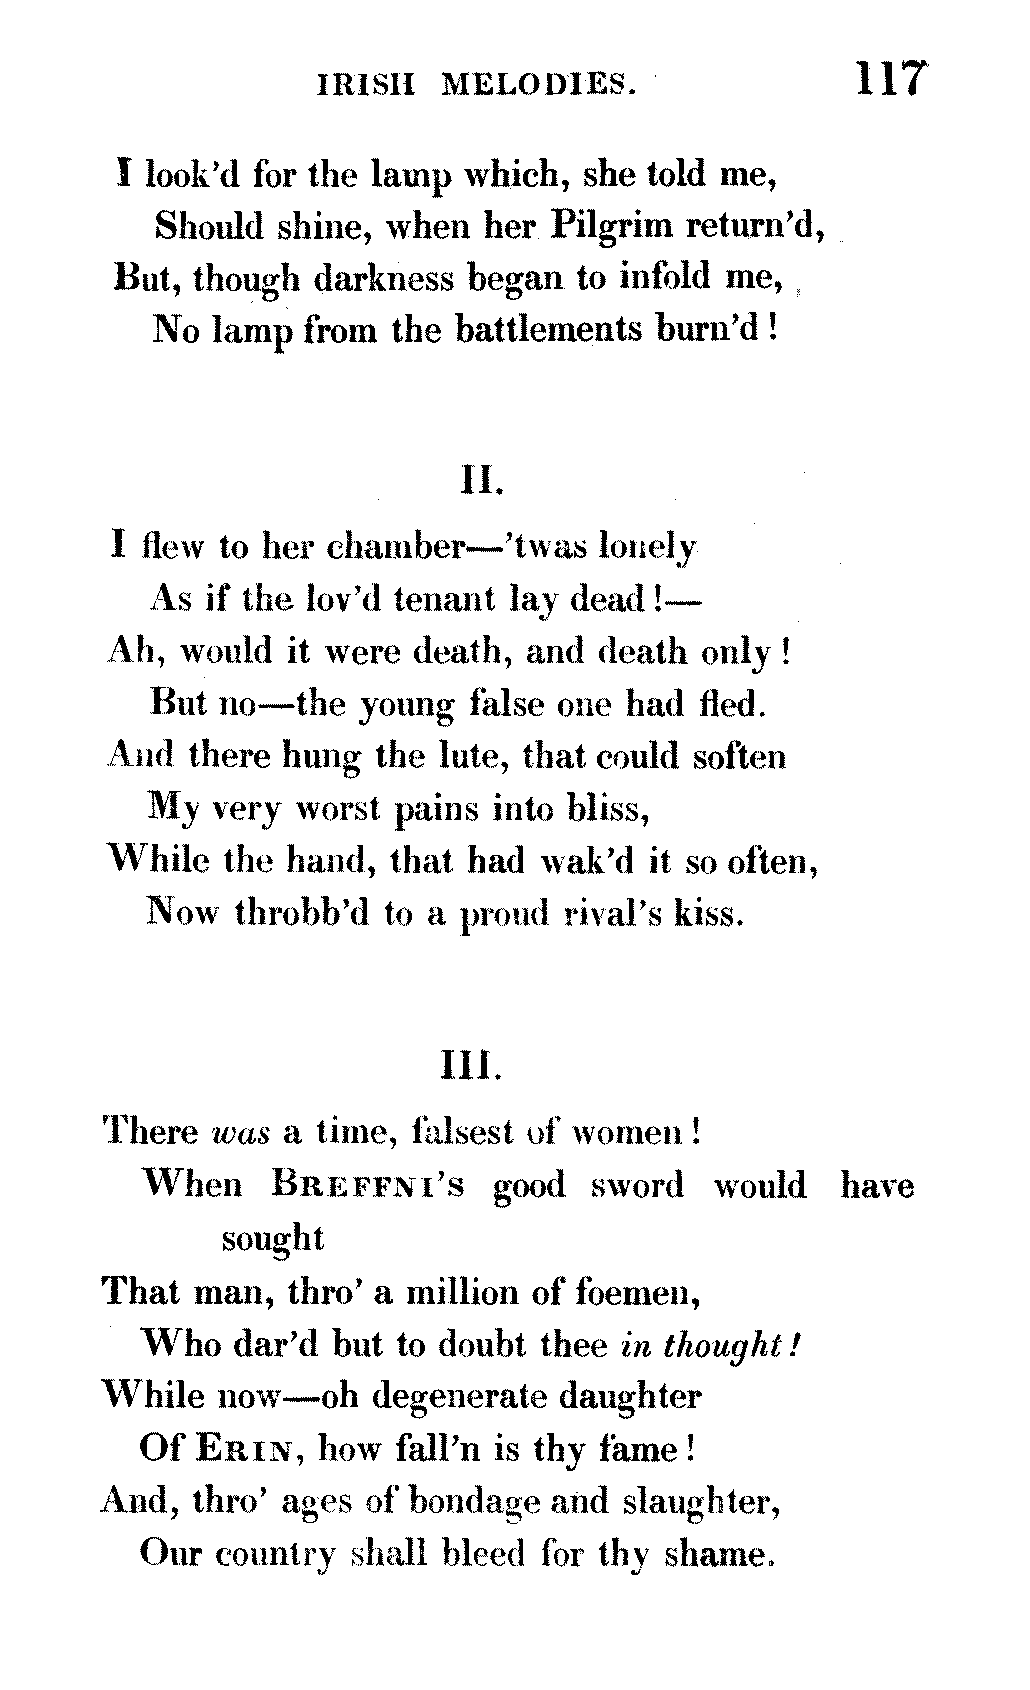 IRISH MELODIES. 117
I look'd for the lamp which, she told me,
Should shine, when her Pilgrim return'd,
But, though darkness began to infold me,
No lamp from the battlements burn'd!
II.
I flew to her chamber—'twas lonely
As if the lov'd tenant lay dead!—
Ah, would it were death, and death only!
But no—the young false one had fled.
And there hung the lute, that could soften
My very worst pains into bliss,
While the hand, that had wak'd it so often,
Now throbb'd to a proud rival's kiss.
III.
There was a time, falsest of women!
When BREFFNI'S good sword would have
sought
That man, thro' a million of foemen,
Who dar'd but to doubt thee in thought!
While now—oh degenerate daughter
Of ERIN, how fall'n is thy fame!
And, thro' ages of bondage and slaughter,
Our country shall bleed for thy shame.